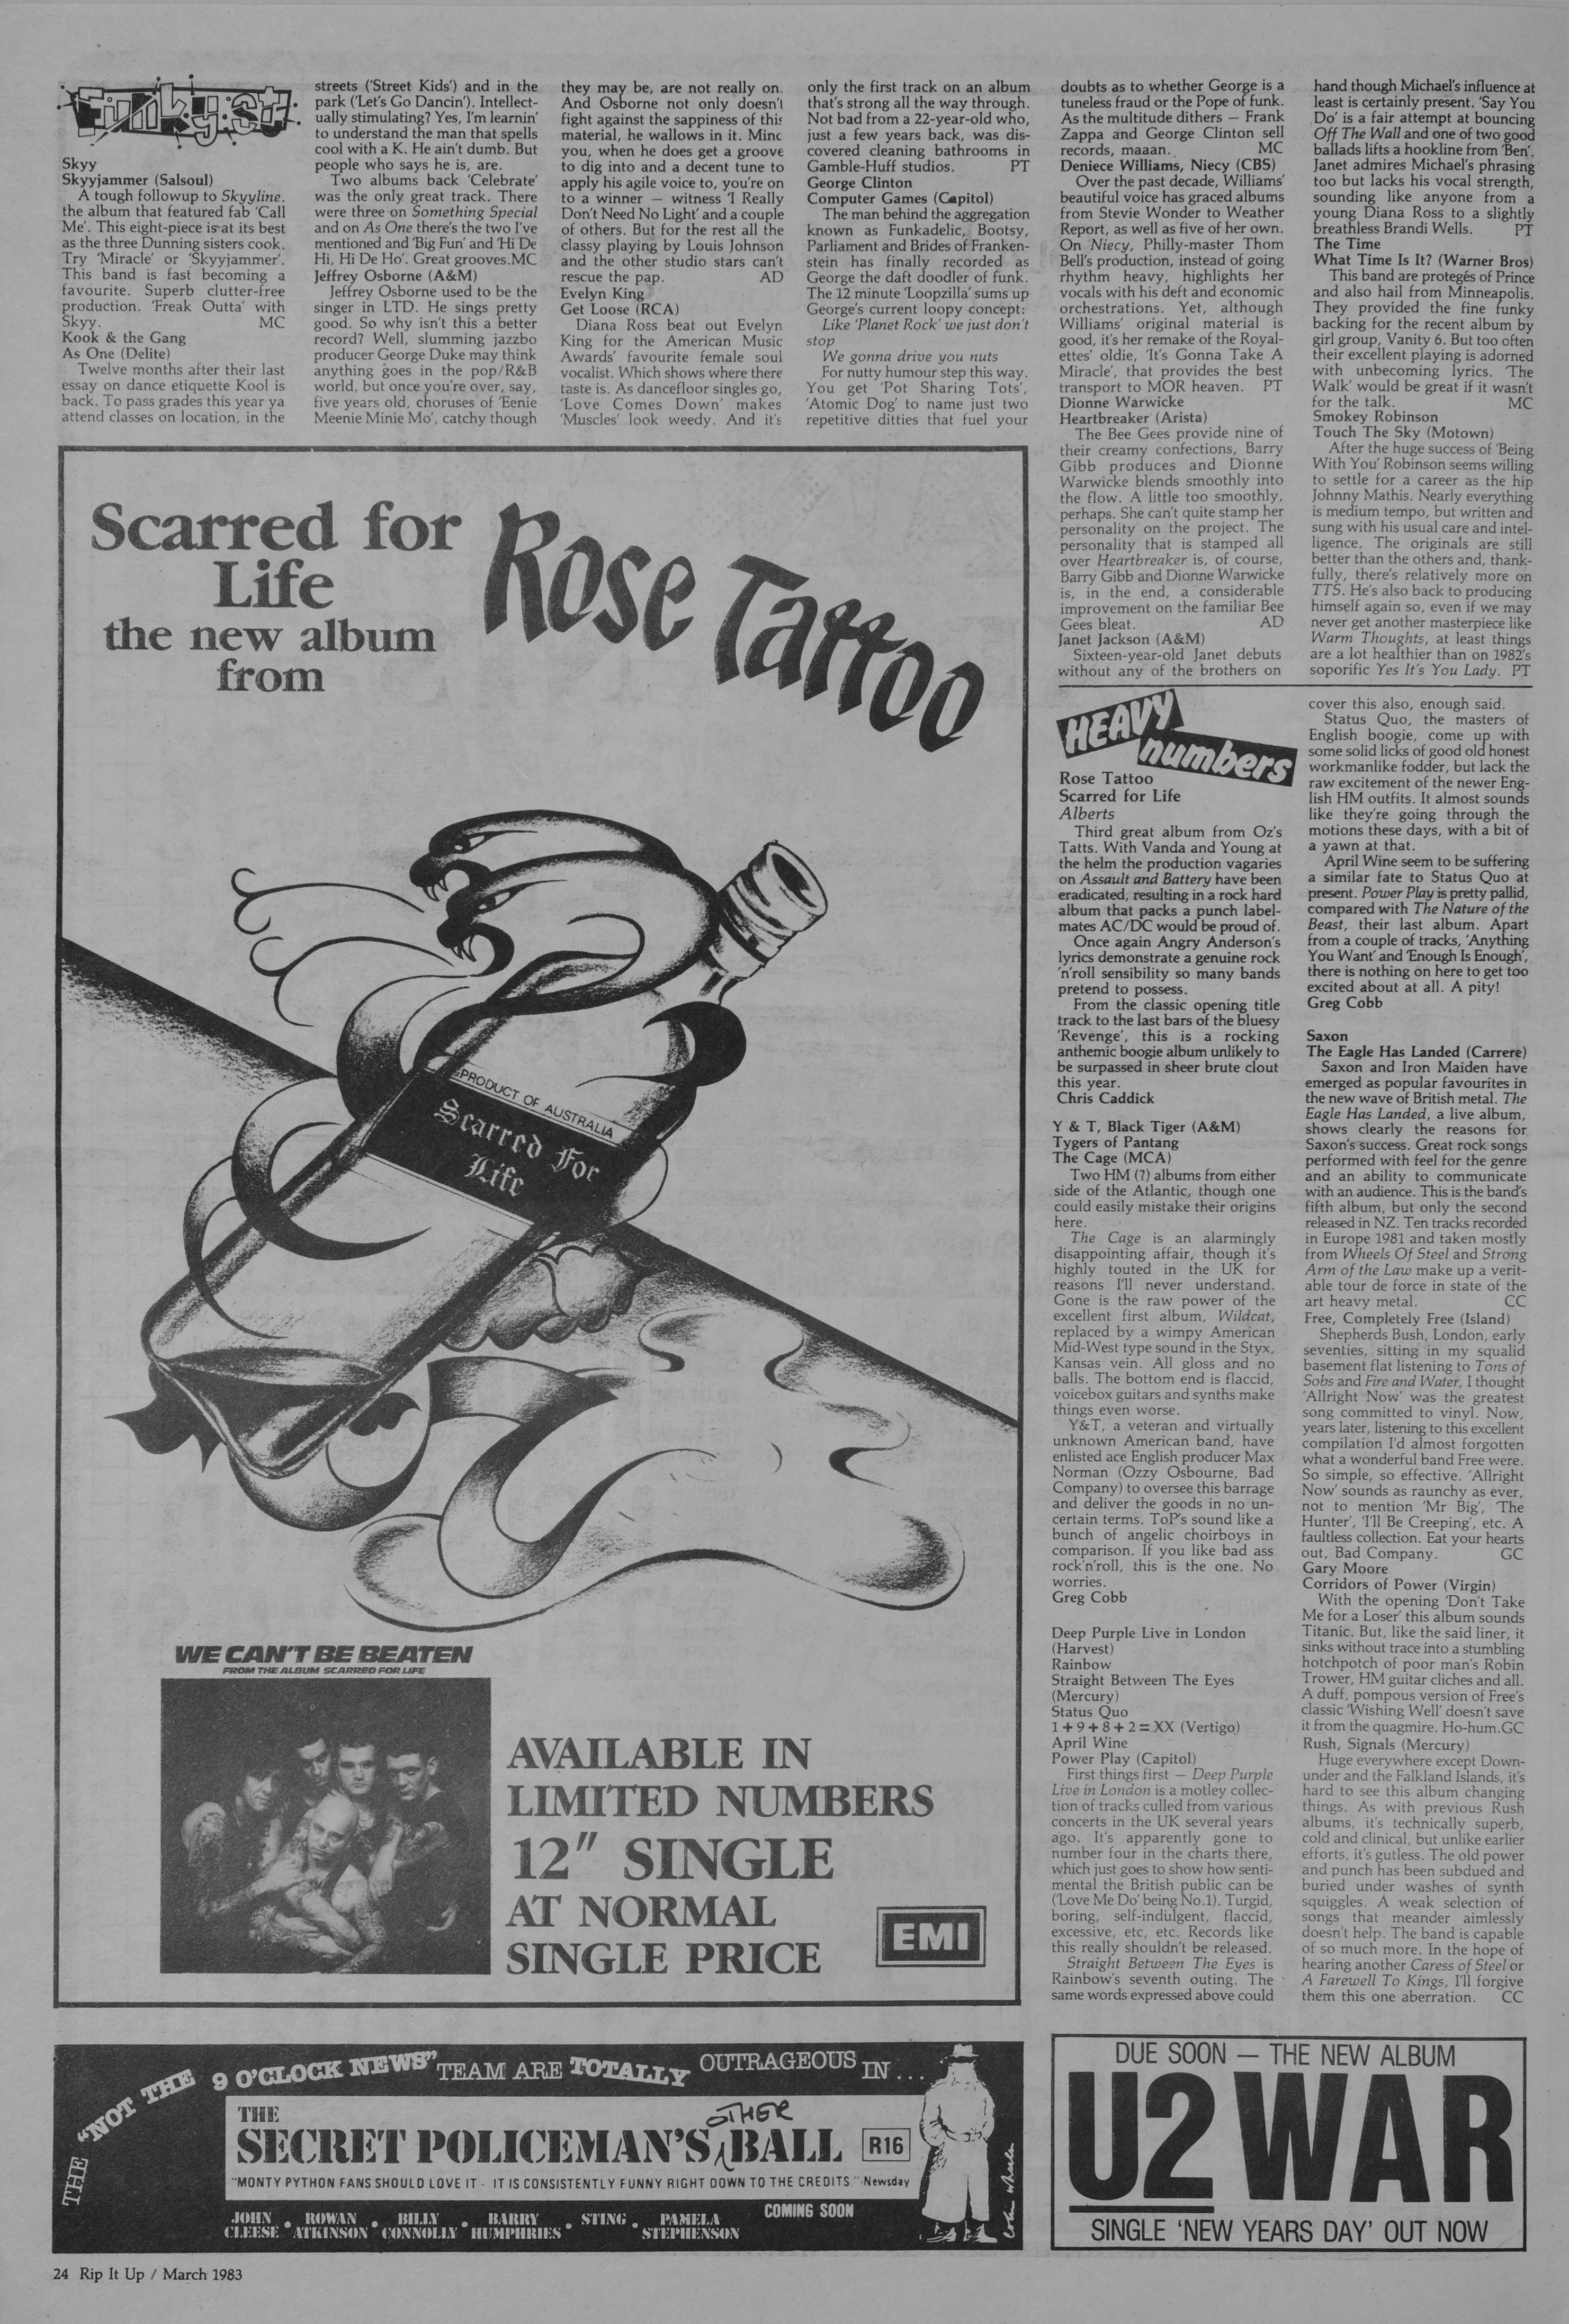 Funkyst
Skyy
Skyyjammer (Salsoul)
A tough followup to Skyyline.
the album that featured fab 'Call
Me'. This eight-piece is at its best
as the three Dunning sisters cook.
Try 'Miracle' or 'Skyyjammer'.
This band is fast becoming a
favourite. Superb clutter-free
production. 'Freak Outta' with
Skyy. MC
Kook & the Gang
As One (Delite)
Twelve months after their last
essay on dance etiquette Kool is
back. To pass grades this year ya
attend classes on location, in the
streets ('Street Kids') and in the
park ('Let's Go Dancin'). Intellect-
ually stimulating? Yes, I'm learnin'
to understand the man that spells
cool with a K. He ain't dumb. But
people who says he is, are.
Two albums back 'Celebrate'
was the only great track. There
were three on Something Special
and on As One there's the two I've
mentioned and 'Big Fun' and 'Hi De
Hi, Hi De Ho'. Great grooves.MC
Jeffrey Osborne (A&M)
Jeffrey Osborne used to be the
singer in LTD. He sings pretty
good. So why isn't this a better
record? Well, slumming jazzbo
producer George Duke may think
anything goes in the pop/R&B
world, but once you're over, say,
five years old, choruses of 'Eenie
Meenie Minie Mo', catchy though
they may be, are not really on.
And Osborne not only doesn't
fight against the sappiness of this
material, he wallows in it. Minc
you, when he does get a groove
to dig into and a decent tune to
apply his agile voice to, you're on
to a winner — witness 'I Really
Don't Need No Light' and a couple
of others. But for the rest all the
classy playing by Louis Johnson
and the other studio stars can't
rescue the pap. AD
Evelyn King
Get Loose (RCA)
Diana Ross beat out Evelyn
King for the American Music
Awards' favourite female soul
vocalist. Which shows where there
taste is. As dancefloor singles go,
'Love Comes Down' makes
'Muscles' look weedy. And it's
only the first track on an album
that's strong all the way through.
Not bad from a 22-year-old who,
just a few years back, was dis-
covered cleaning bathrooms in
Gamble-Huff studios. PT
George Clinton
Computer Games (Capitol)
The man behind the aggregation
known as Funkadelic, Bootsy,
Parliament and Brides of Franken-
stein has finally recorded as
George the daft doodler of funk.
The 12 minute 'Loopzilla' sums up
George's current loopy concept:
Like 'Planet Rock' we just don't
stop
We gonna drive you nuts
For nutty humour step this way.
You get 'Pot Sharing Tots',
'Atomic Dog' to name just two
repetitive ditties that fuel your
doubts as to whether George is a
tuneless fraud or the Pope of funk.
As the multitude dithers — Frank
Zappa and George Clinton sell
records, maaan. MC
Deniece Williams, Niecy (CBS)
Over the past decade, Williams'
beautiful voice has graced albums
from Stevie Wonder to Weather
Report, as well as five of her own.
On Niecy, Philly-master Thom
Bell's production, instead of going
rhythm heavy, highlights her
vocals with his deft and economic
orchestrations. Yet, although
Williams' original material is
good, it's her remake of the Royal-
ettes' oldie, 'It's Gonna Take A
Miracle', that provides the best
transport to MOR heaven. PT
Dionne Warwicke
Heartbreaker (Arista)
The Bee Gees provide nine of
their creamy confections, Barry
Gibb produces and Dionne
Warwicke blends smoothly into
the flow. A little too smoothly,
perhaps. She can't quite stamp her
personality on the project. The
personality that is stamped all
over Heartbreaker is, of course,
Barry Gibb and Dionne Warwicke
is, in the end, a considerable
improvement on the familiar Bee
Gees bleat. AD
Janet Jackson (A&M)
Sixteen-year-old Janet debuts
without any of the brothers on
hand though Michael's influence at
least is certainly present. 'Say You
Do' is a fair attempt at bouncing
Off The Wall and one of two good
ballads lifts a hookline from 'Ben'.
Janet admires Michael's phrasing
too but lacks his vocal strength,
sounding like anyone from a
young Diana Ross to a slightly
breathless Brandi Wells. PT
The Time
What Time Is It? (Warner Bros)
This band are protegés of Prince
and also hail from Minneapolis.
They provided the fine funky
backing for the recent album by
girl group, Vanity 6. But too often
their excellent playing is adorned
with unbecoming lyrics. 'The
Walk' would be great if it wasn't
for the talk. MC
Smokey Robinson
Touch The Sky (Motown)
After the huge success of 'Being
With You' Robinson seems willing
to settle for a career as the hip
Johnny Mathis. Nearly everything
is medium tempo, but written and
sung with his usual care and intel-
ligence. The originals are still
better than the others and, thank-
fully, there's relatively more on
TTS. He's also back to producing
himself again so, even if we may
never get another masterpiece like
Warm Thoughts, at least things
are a lot healthier than on 1982's
soporific Yes It's You Lady. PT
Scarred for
Life
the new album
from
Rose Tattoo
PRODUCT OF AUSTRALIA
Scarred For
Life
WE CAN'T BE BEATEN
FROM THE ALBUM SCARRED FOR LIFE
AVAILABLE IN
LIMITED NUMBERS
12" SINGLE
AT NORMAL
SINGLE PRICE
EMI
HEAVY
numbers
Rose Tattoo
Scarred for Life
Alberts
Third great album from Oz's
Tatts. With Vanda and Young at
the helm the production vagaries
on Assault and Battery have been
eradicated, resulting in a rock hard
album that packs a punch label-
mates AC/DC would be proud of.
Once again Angry Anderson's
lyrics demonstrate a genuine rock
'n'roll sensibility so many bands
pretend to possess.
From the classic opening title
track to the last bars of the bluesy
'Revenge', this is a rocking
anthemic boogie album unlikely to
be surpassed in sheer brute clout
this year.
Chris Caddick
Y & T, Black Tiger (A&M)
Tygers of Pantang
The Cage (MCA)
Two HM (?) albums from either
side of the Atlantic, though one
could easily mistake their origins
here.
The Cage is an alarmingly
disappointing affair, though it's
highly touted in the UK for
reasons I'll never understand.
Gone is the raw power of the
excellent first album, Wildcat,
replaced by a wimpy American
Mid-West type sound in the Styx,
Kansas vein. All gloss and no
balls. The bottom end is flaccid,
voicebox guitars and synths make
things even worse.
Y&T, a veteran and virtually
unknown American band, have
enlisted ace English producer Max
Norman (Ozzy Osbourne, Bad
Company) to oversee this barrage
and deliver the goods in no un-
certain terms. ToP's sound like a
bunch of angelic choirboys in
comparison. If you like bad ass
rock'n'roll, this is the one. No
worries.
Greg Cobb
Deep Purple Live in London
(Harvest)
Rainbow
Straight Between The Eyes
(Mercury)
Status Quo
1+9+8+2=XX (Vertigo)
April Wine
Power Play (Capitol)
First things first — Deep Purple
Live in London is a motley collec-
tion of tracks culled from various
concerts in the UK several years
ago. It's apparently gone to
number four in the charts there,
which just goes to show how senti-
mental the British public can be
('Love Me Do' being No.1). Turgid,
boring, self-indulgent, flaccid,
excessive, etc, etc. Records like
this really shouldn't be released.
Straight Between The Eyes is
Rainbow's seventh outing. The
same words expressed above could
cover this also, enough said.
Status Quo, the masters of
English boogie, come up with
some solid licks of good old honest
workmanlike fodder, but lack the
raw excitement of the newer Eng-
lish HM outfits. It almost sounds
like they're going through the
motions these days, with a bit of
a yawn at that.
April Wine seem to be suffering
a similar fate to Status Quo at
present. Power Play is pretty pallid,
compared with The Nature of the
Beast, their last album. Apart
from a couple of tracks, 'Anything
You Want' and 'Enough Is Enough',
there is nothing on here to get too
excited about at all. A pity!
Greg Cobb
Saxon
The Eagle Has Landed (Carrere)
Saxon and Iron Maiden have
emerged as popular favourites in
the new wave of British metal. The
Eagle Has Landed, a live album,
shows clearly the reasons for
Saxon's success. Great rock songs
performed with feel for the genre
and an ability to communicate
with an audience. This is the band's
fifth album, but only the second
released in NZ. Ten tracks recorded
in Europe 1981 and taken mostly
from Wheels Of Steel and Strong
Arm of the Law make up a verit-
able tour de force in state of the
art heavy metal. CC
Free, Completely Free (Island)
Shepherds Bush, London, early
seventies, sitting in my squalid
basement flat listening to Tons of
Sobs and Fire and Water, I thought
'Allright Now' was the greatest
song committed to vinyl. Now,
years later, listening to this excellent
compilation I'd almost forgotten
what a wonderful band Free were.
So simple, so effective. 'Allright
Now' sounds as raunchy as ever,
not to mention 'Mr Big', 'The
Hunter', 'I'll Be Creeping', etc. A
faultless collection. Eat your hearts
out, Bad Company. GC
Gary Moore
Corridors of Power (Virgin)
With the opening 'Don't Take
Me for a Loser' this album sounds
Titanic. But, like the said liner, it
sinks without trace into a stumbling
hotchpotch of poor man's Robin
Trower, HM guitar cliches and all.
A duff, pompous version of Free's
classic 'Wishing Well' doesn't save
it from the quagmire. Ho-hum.GC
Rush, Signals (Mercury)
Huge everywhere except Down-
under and the Falkland Islands, it's
hard to see this album changing
things. As with previous Rush
albums, it's technically superb,
cold and clinical, but unlike earlier
efforts, it's gutless. The old power
and punch has been subdued and
buried under washes of synth
squiggles. A weak selection of
songs that meander aimlessly
doesn't help. The band is capable
of so much more. In the hope of
hearing another Caress of Steel or
A Farewell To Kings, I'll forgive
them this one aberration. CC
THE "NOT THE 9 O'CLOCK NEWS" TEAM ARE TOTALLY OUTRAGEOUS IN . . .
THE
SECRET POLICEMAN'S OTHER BALL R16
"MONTY PYTHON FANS SHOULD LOVE IT - IT IS CONSISTENTLY FUNNY RIGHT DOWN TO THE CREDITS." Newsday
JOHN CLEESE • ROWAN ATKINSON • BILLY CONNOLLY • BARRY HUMPHRIES • STING • PAMELA STEPHENSON
COMING SOON
DUE SOON — THE NEW ALBUM
U2 WAR
SINGLE 'NEW YEARS DAY' OUT NOW
24 Rip It Up / March 1983